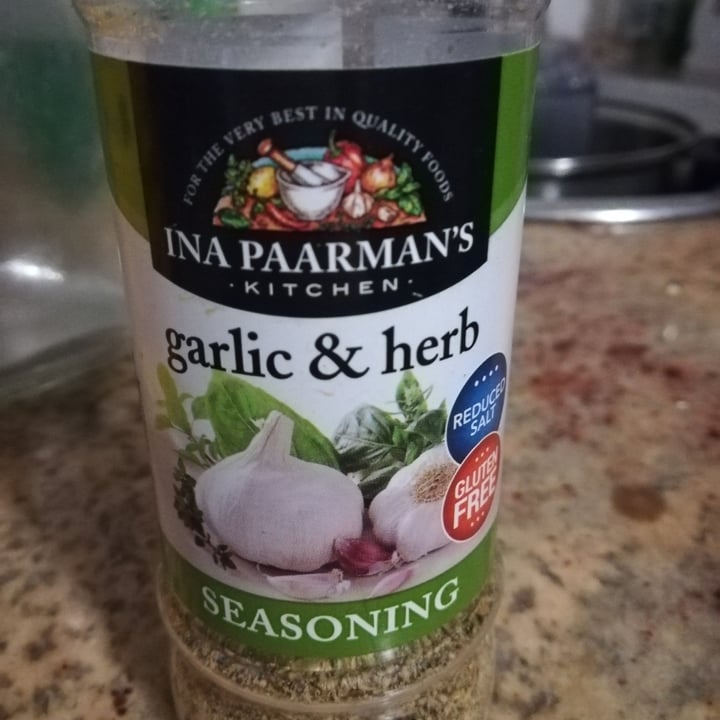 FOR THE VERY BEST IN QUALITY FOODS
INA PAARMAN'S
· KITCHEN ·
garlic & herb
REDUCED
SALT
GLUTEN
FREE
SEASONING